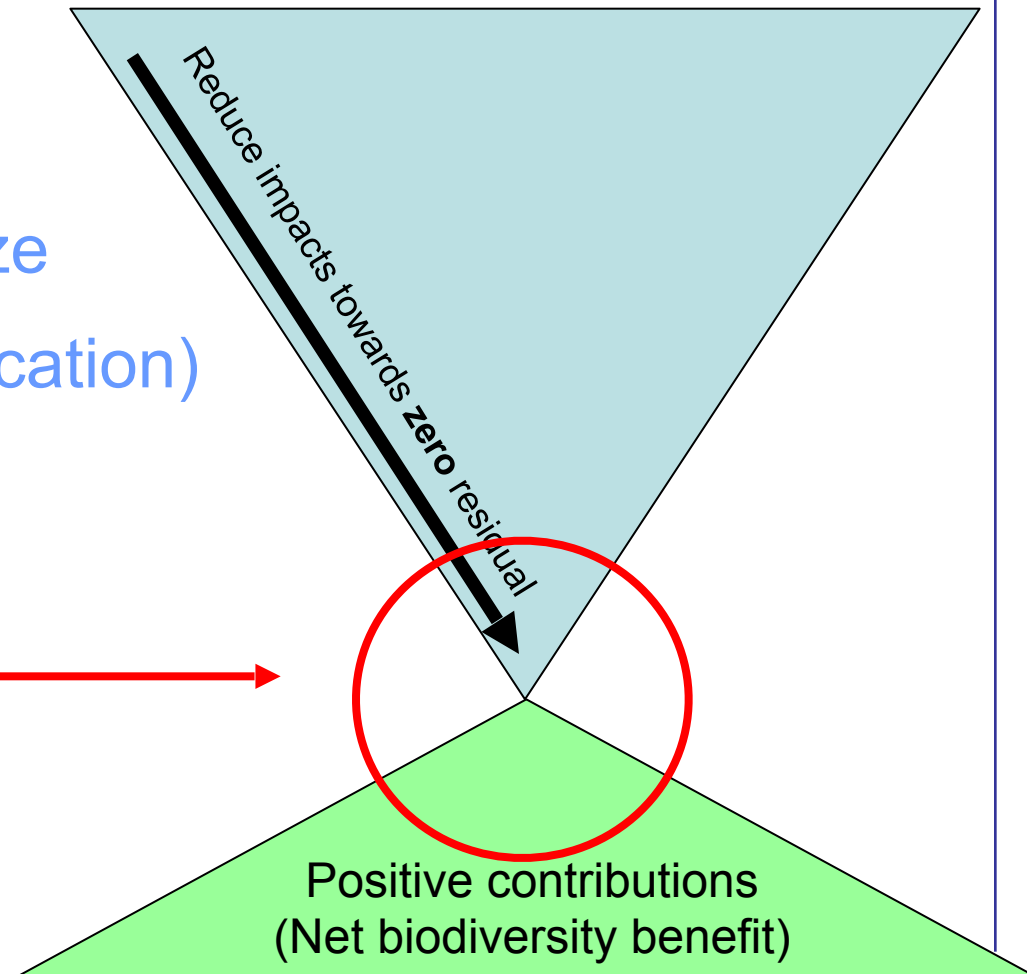 Reduce impacts towards zero residual
ze
cation)
Positive contributions
(Net biodiversity benefit)